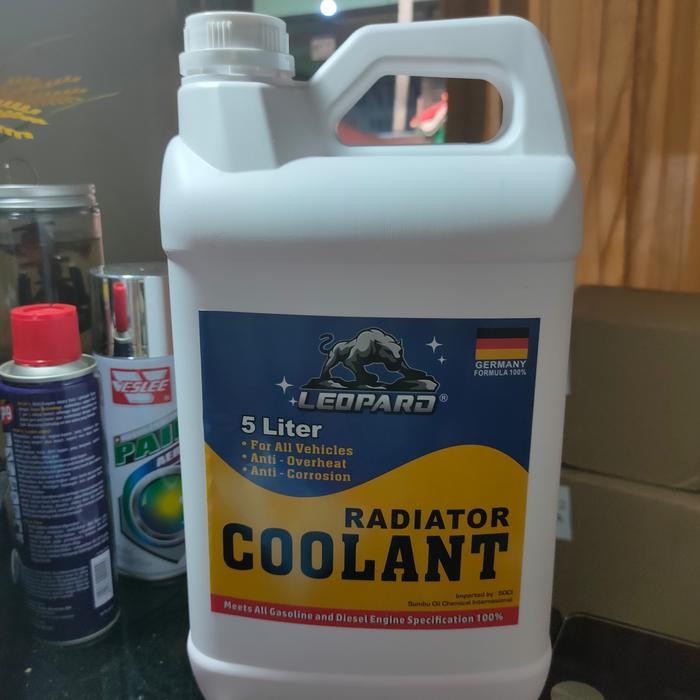 LEOPARD®
GERMANY
FORMULA 100%
5 Liter
• For All Vehicles
• Anti - Overheat
• Anti - Corrosion
RADIATOR
COOLANT
Imported by : SOCI
Sumbu Oil Chemical International
Meets All Gasoline and Diesel Engine Specification 100%
VESLEE